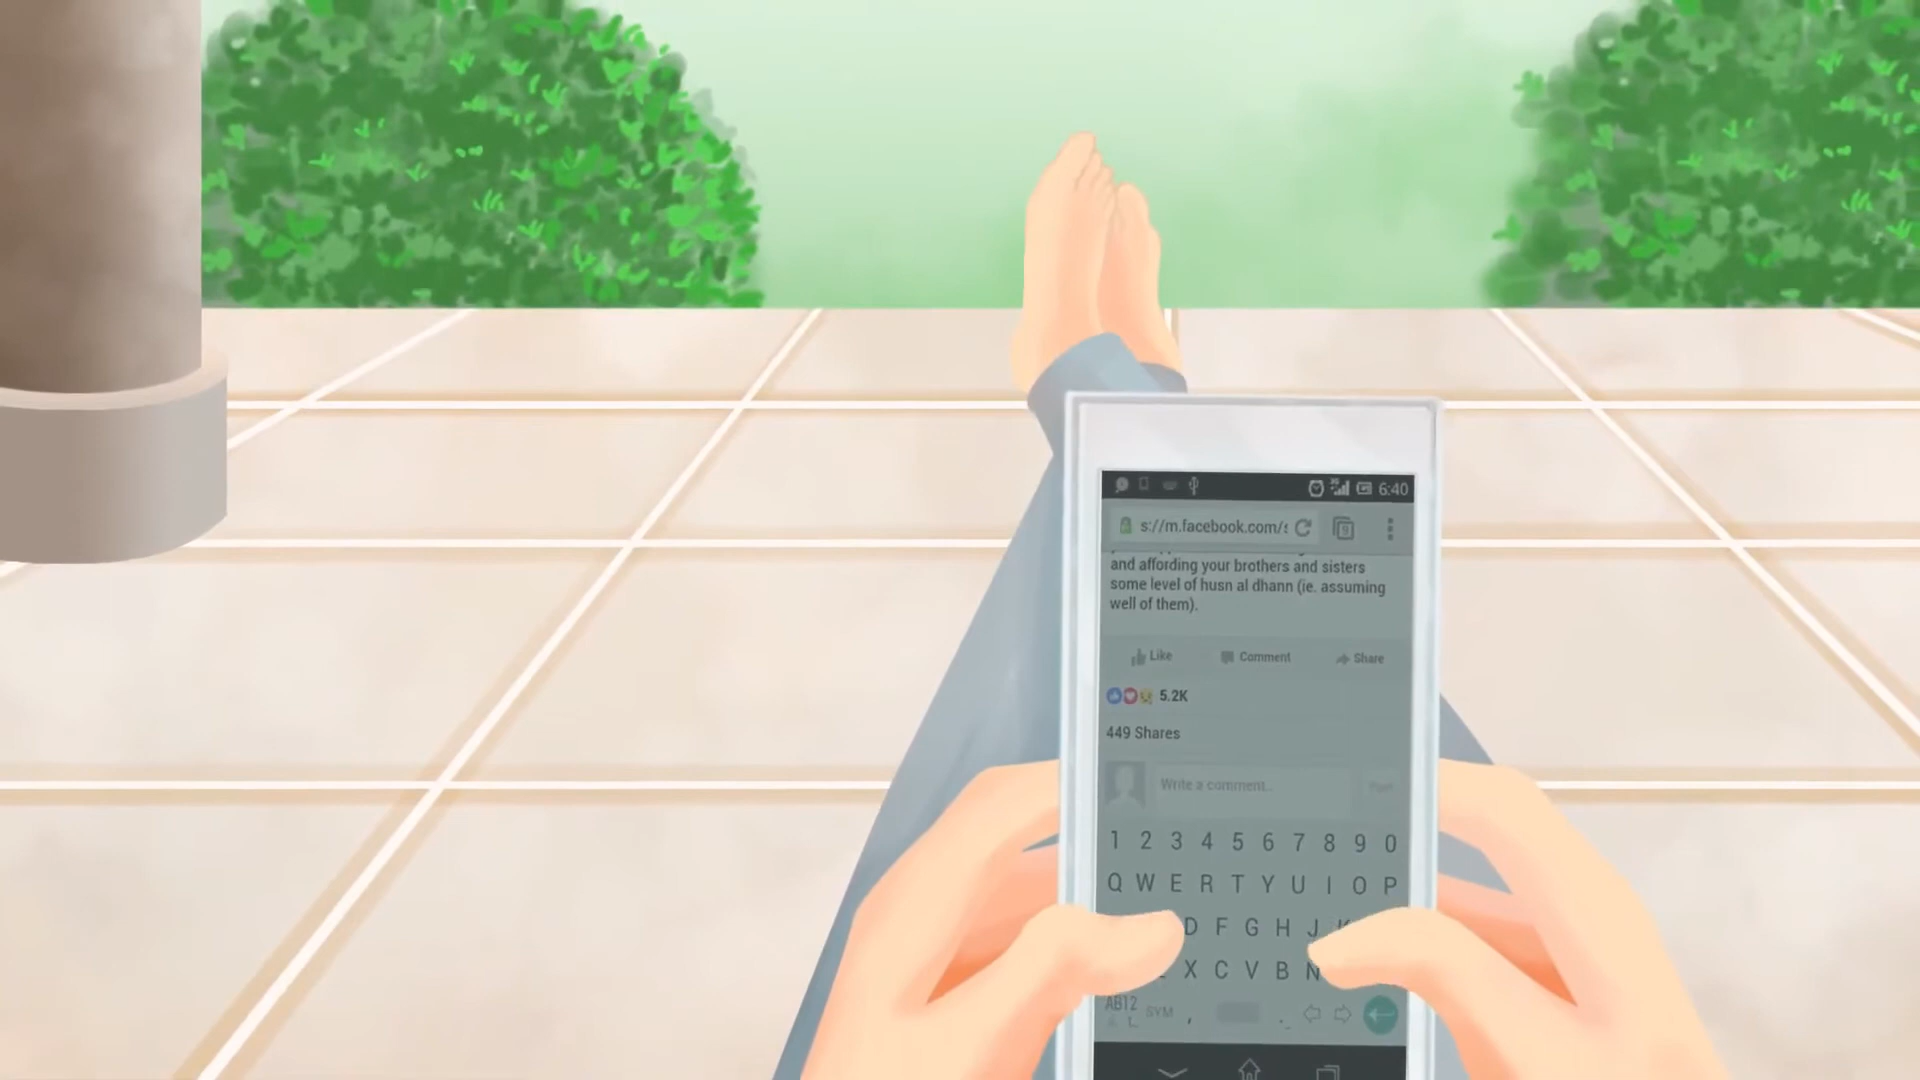 6:40
s://m.facebook.com/s
and affording your brothers and sisters
some level of husn al dhann (ie. assuming
well of them).
Like Comment Share
5.2K
449 Shares
Write a comment..
1 2 3 4 5 6 7 8 9 0
Q W E R T Y U I O P
D F G H J K
X C V B N
AB12 SYM , .